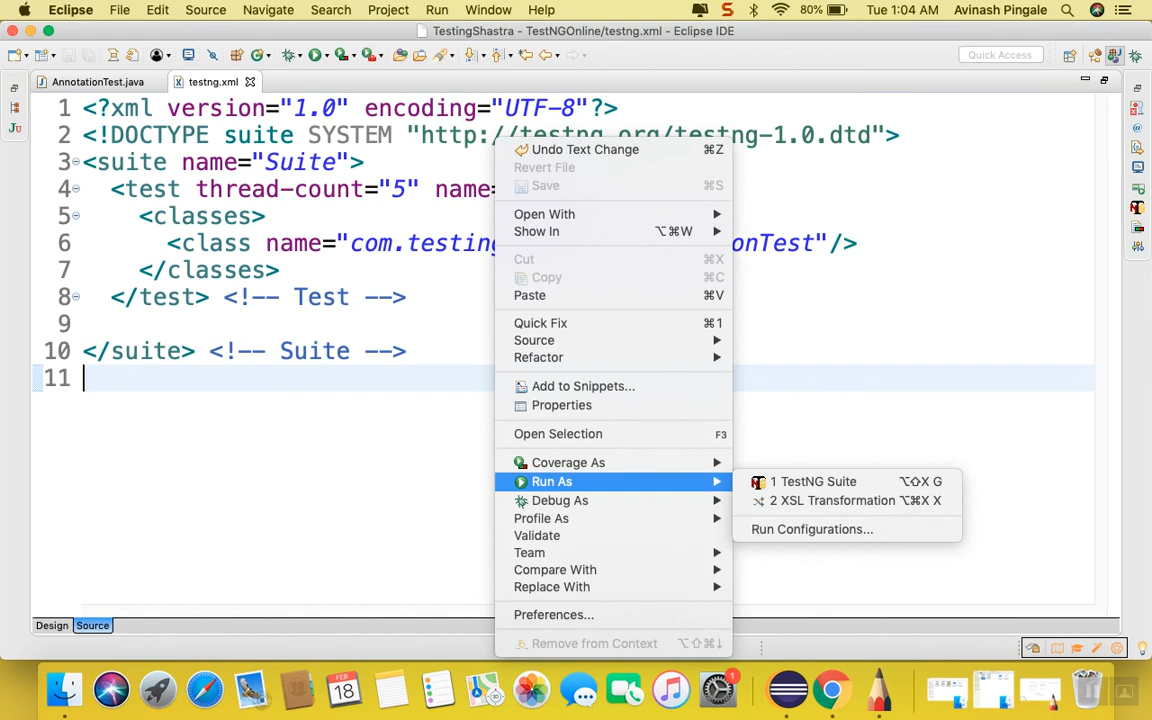 Eclipse File Edit Source Navigate Search Project Run Window Help 80% Tue 1:04 AM Avinash Pingale
TestingShastra - TestNGOnline/testng.xml - Eclipse IDE
Quick Access
AnnotationTest.java testng.xml
1 <?xml version="1.0" encoding="UTF-8"?>
2 <!DOCTYPE suite SYSTEM "http://testng.org/testng-1.0.dtd">
3 <suite name="Suite">
4 <test thread-count="5" name=
5 <classes>
6 <class name="com.testing onTest"/>
7 </classes>
8 </test> <!-- Test -->
9
10 </suite> <!-- Suite -->
11
Undo Text Change ⌘Z
Revert File
Save ⌘S
Open With
Show In ⌥⌘W
Cut ⌘X
Copy ⌘C
Paste ⌘V
Quick Fix ⌘1
Source
Refactor
Add to Snippets...
Properties
Open Selection F3
Coverage As
Run As
Debug As
Profile As
Validate
Team
Compare With
Replace With
Preferences...
Remove from Context ⌥⇧⌘↓
1 TestNG Suite ⌥⇧X G
2 XSL Transformation ⌥⌘X X
Run Configurations...
Design Source
FEB
18
1